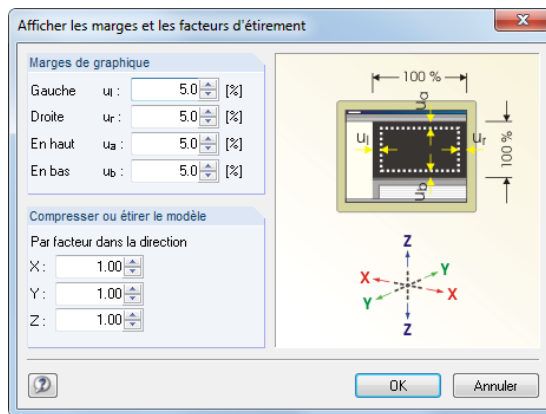 Afficher les marges et les facteurs d'étirement
Marges de graphique
Gauche ul : 5.0 [%]
Droite ur : 5.0 [%]
En haut ua : 5.0 [%]
En bas ub : 5.0 [%]
Compresser ou étirer le modèle
Par facteur dans la direction
X : 1.00
Y : 1.00
Z : 1.00
100 %
ua
ul
ur
100 %
ub
Z
X
Y
Y
X
Z
OK
Annuler